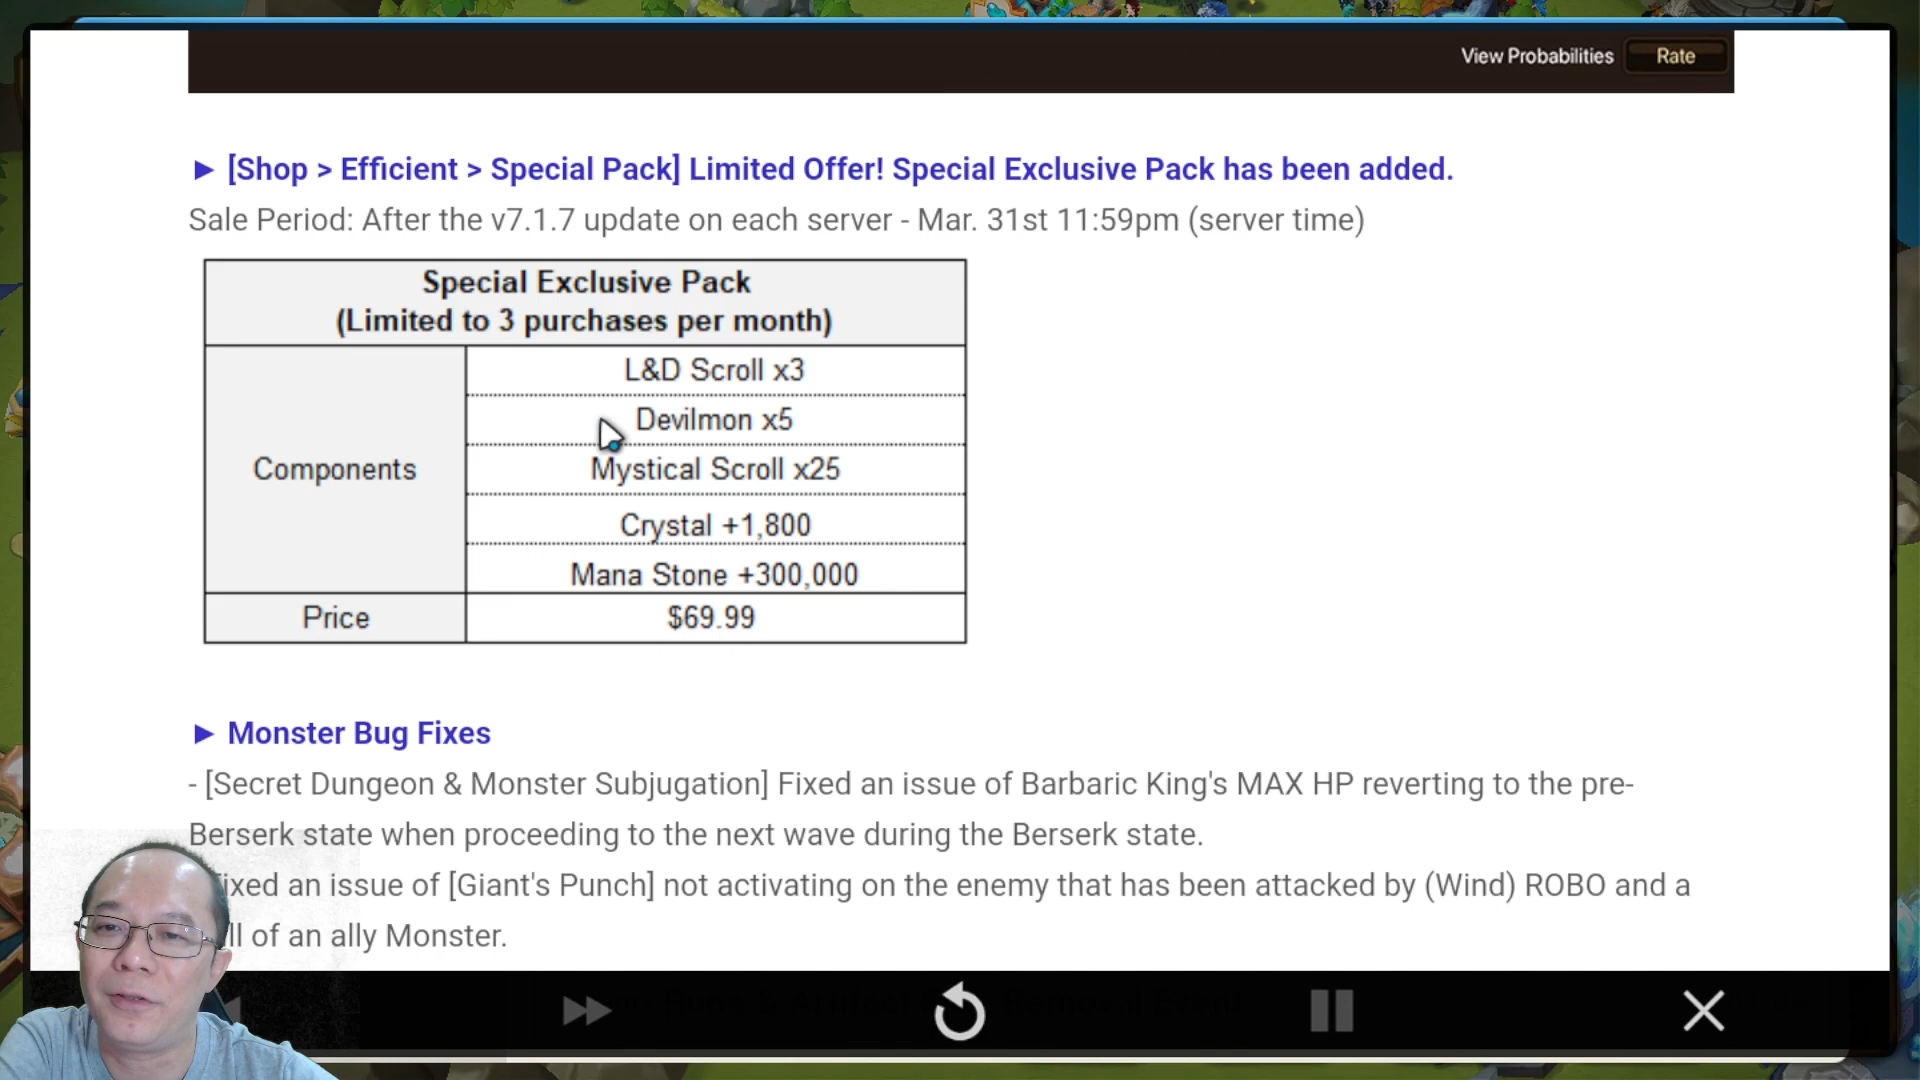 View Probabilities Rate
► [Shop > Efficient > Special Pack] Limited Offer! Special Exclusive Pack has been added.
Sale Period: After the v7.1.7 update on each server - Mar. 31st 11:59pm (server time)
Special Exclusive Pack
(Limited to 3 purchases per month)
L&D Scroll x3
Devilmon x5
Components
Mystical Scroll x25
Crystal +1,800
Mana Stone +300,000
Price $69.99
► Monster Bug Fixes
- [Secret Dungeon & Monster Subjugation] Fixed an issue of Barbaric King's MAX HP reverting to the pre-
Berserk state when proceeding to the next wave during the Berserk state.
ixed an issue of [Giant's Punch] not activating on the enemy that has been attacked by (Wind) ROBO and a
ll of an ally Monster.